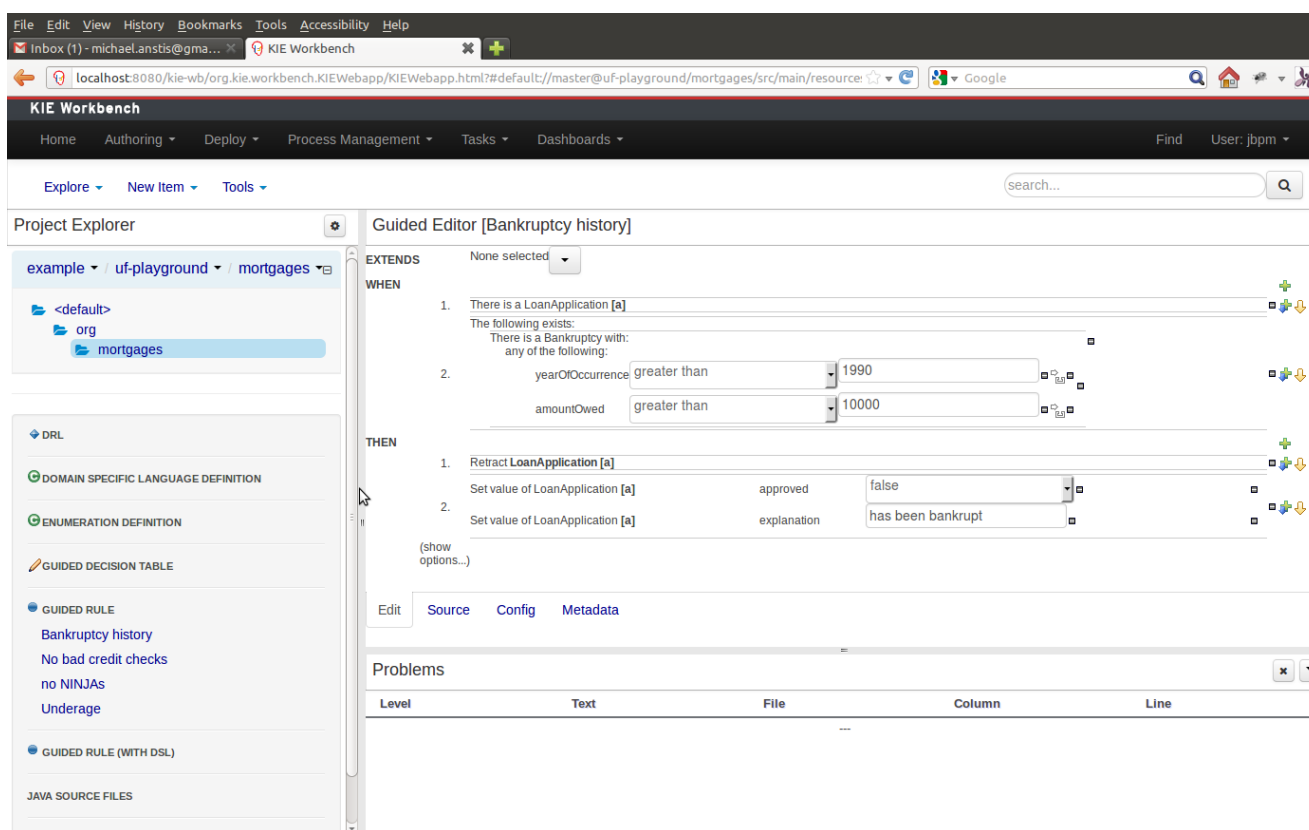 File Edit View History Bookmarks Tools Accessibility Help
Inbox (1) - michael.anstis@gma... KIE Workbench
localhost:8080/kie-wb/org.kie.workbench.KIEWebapp/KIEWebapp.html?#default://master@uf-playground/mortgages/src/main/resource Google
KIE Workbench
Home Authoring Deploy Process Management Tasks Dashboards Find User: jbpm
Explore New Item Tools search...
Project Explorer
example / uf-playground / mortgages
<default>
org
mortgages
DRL
DOMAIN SPECIFIC LANGUAGE DEFINITION
ENUMERATION DEFINITION
GUIDED DECISION TABLE
GUIDED RULE
Bankruptcy history
No bad credit checks
no NINJAs
Underage
GUIDED RULE (WITH DSL)
JAVA SOURCE FILES
Guided Editor [Bankruptcy history]
EXTENDS None selected
WHEN
1. There is a LoanApplication [a]
The following exists:
There is a Bankruptcy with:
any of the following:
2. yearOfOccurrence greater than 1990
amountOwed greater than 10000
THEN
1. Retract LoanApplication [a]
Set value of LoanApplication [a] approved false
2.
Set value of LoanApplication [a] explanation has been bankrupt
(show
options...)
Edit Source Config Metadata
Problems
Level Text File Column Line
---